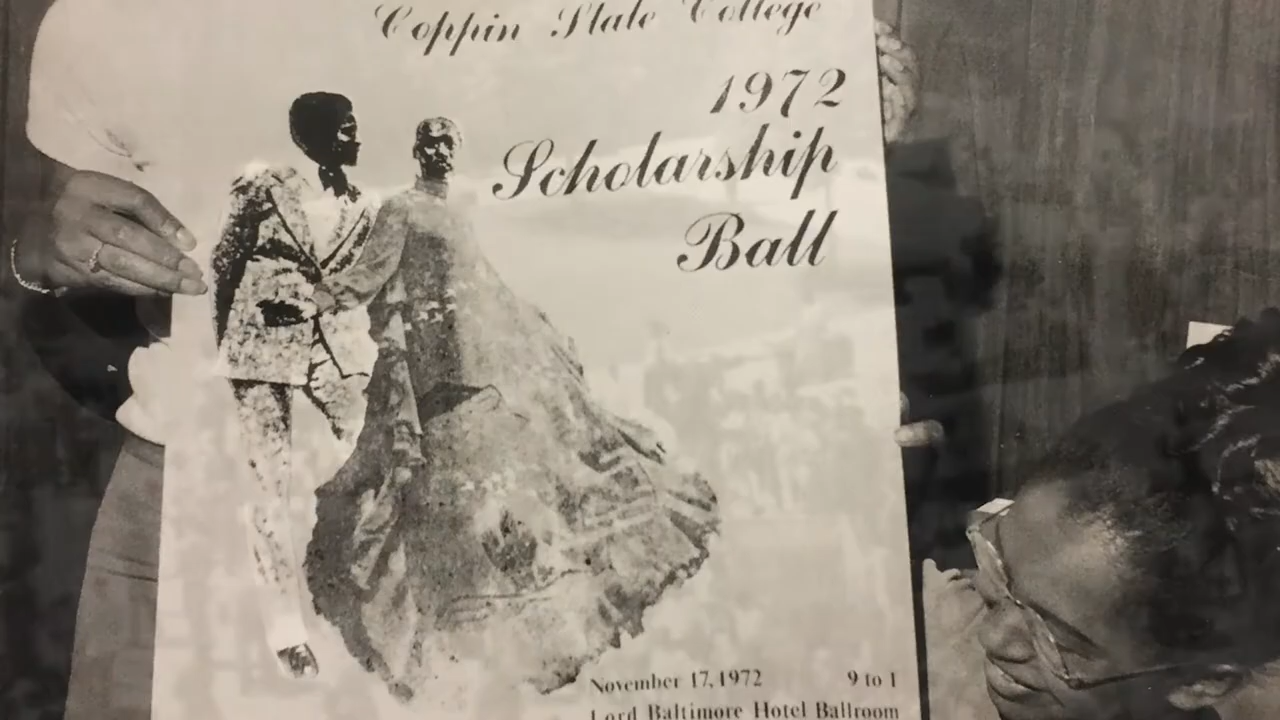 Coppin State College
1972
Scholarship
Ball
November 17, 1972 9 to 1
Lord Baltimore Hotel Ballroom